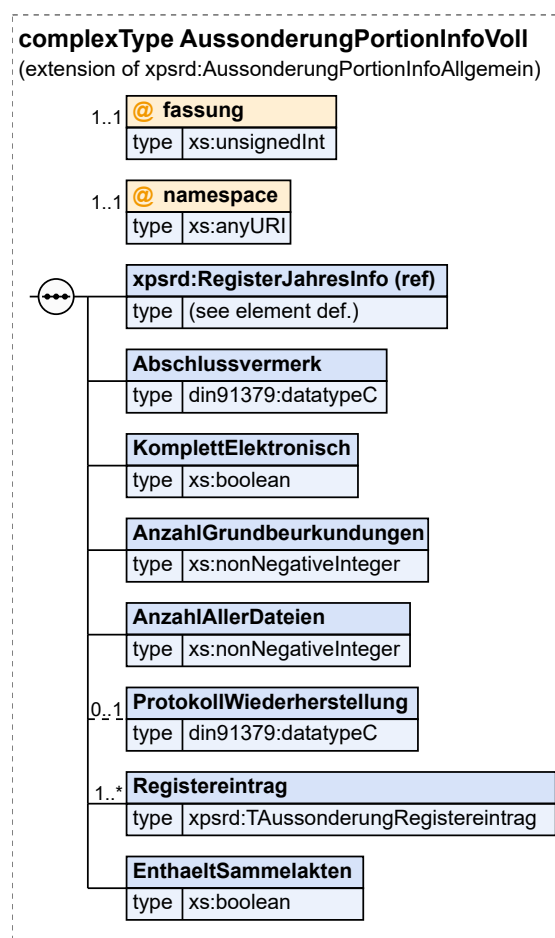 complexType AussonderungPortionInfoVoll
(extension of xpsrd:AussonderungPortionInfoAllgemein)
1..1 @ fassung
type xs:unsignedInt
1..1 @ namespace
type xs:anyURI
xpsrd:RegisterJahresInfo (ref)
type (see element def.)
Abschlussvermerk
type din91379:datatypeC
KomplettElektronisch
type xs:boolean
AnzahlGrundbeurkundungen
type xs:nonNegativeInteger
AnzahlAllerDateien
type xs:nonNegativeInteger
0..1 ProtokollWiederherstellung
type din91379:datatypeC
1..* Registereintrag
type xpsrd:TAussonderungRegistereintrag
EnthaeltSammelakten
type xs:boolean